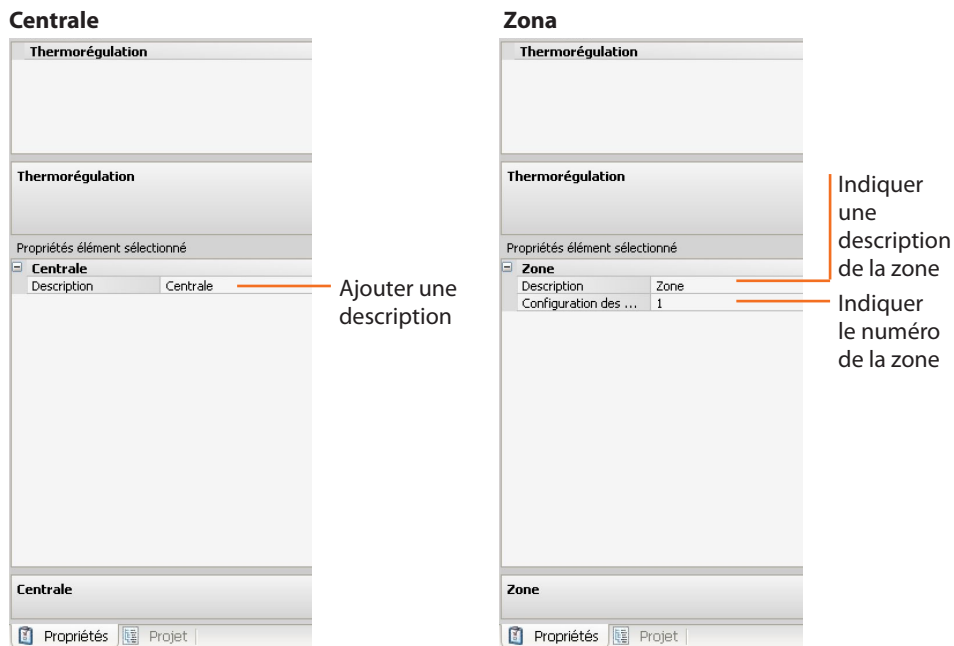 Centrale
Thermorégulation
Thermorégulation
Propriétés élément sélectionné
Centrale
Description Centrale
Ajouter une
description
Centrale
Propriétés Projet
Zona
Thermorégulation
Thermorégulation
Propriétés élément sélectionné
Zone
Description Zone
Configuration des ... 1
Indiquer
une
description
de la zone
Indiquer
le numéro
de la zone
Zone
Propriétés Projet